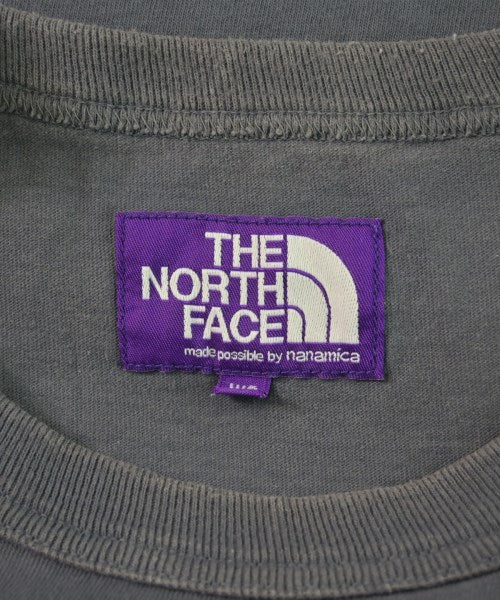 THE
NORTH
FACE
made possible by nanamica